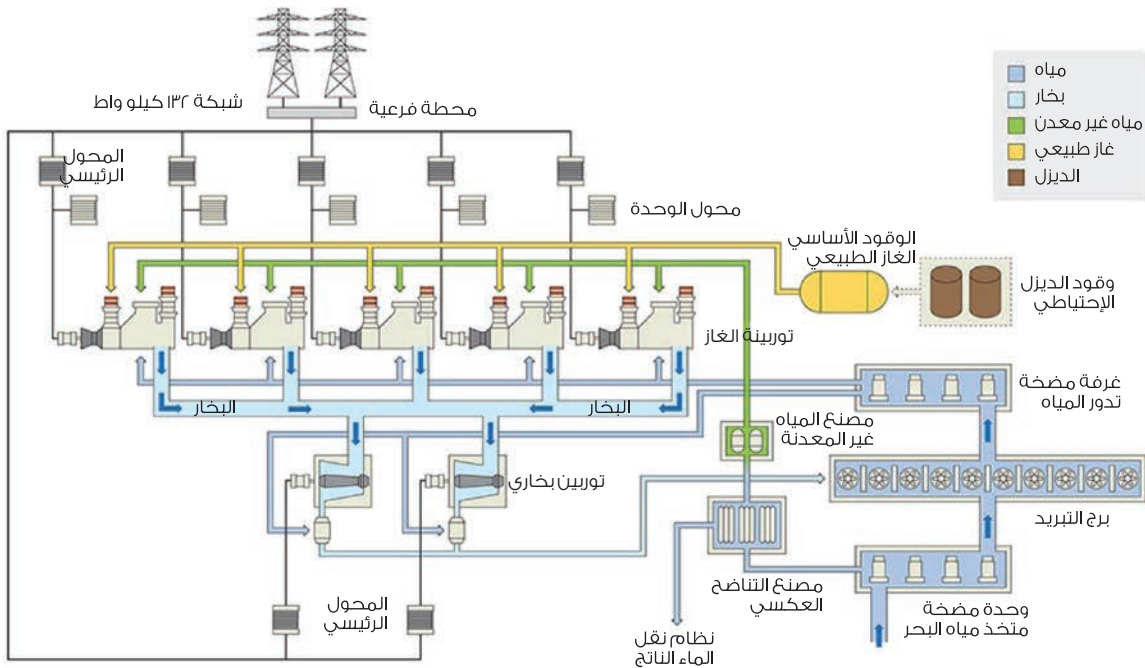 شبكة ١٣٢ كيلو واط
محطة فرعية
مياه
بخار
مياه غير معدن
غاز طبيعي
الديزل
المحول
الرئيسي
محول الوحدة
الوقود الأساسي
الغاز الطبيعي
وقود الديزل
الإحتياطي
توربينة الغاز
غرفة مضخة
تدور المياه
البخار
البخار
مصنع المياه
غير المعدنة
توربين بخاري
برج التبريد
مصنع التناضح
العكسي
وحدة مضخة
متخذ مياه البحر
المحول
الرئيسي
نظام نقل
الماء الناتج